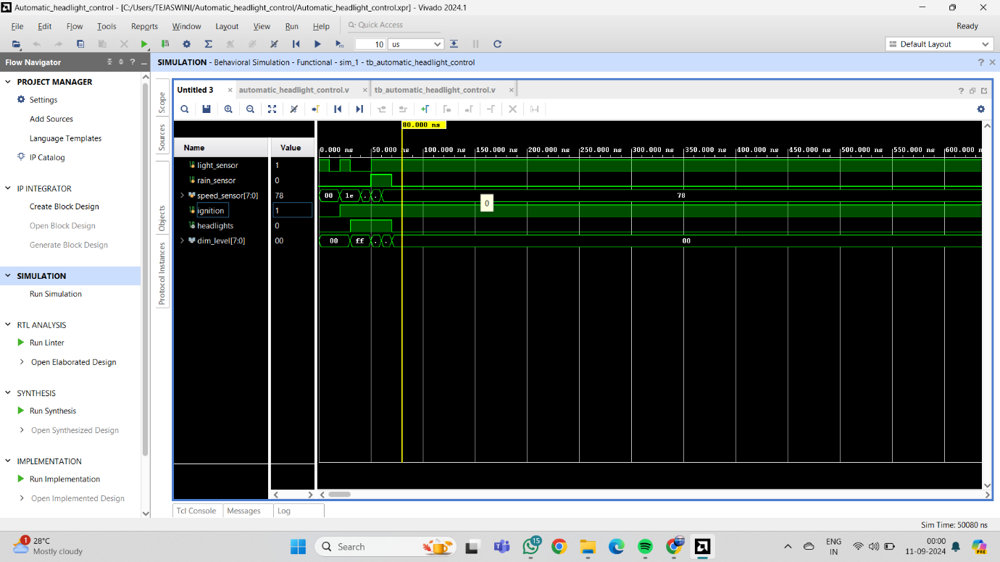 Automatic_headlight_control - [C:/Users/TEJASWINI/Automatic_headlight_control/Automatic_headlight_control.xpr] - Vivado 2024.1
File Edit Flow Tools Reports Window Layout View Run Help Quick Access Ready
10 us Default Layout
Flow Navigator
SIMULATION - Behavioral Simulation - Functional - sim_1 - tb_automatic_headlight_control
PROJECT MANAGER
Settings
Add Sources
Language Templates
IP Catalog
IP INTEGRATOR
Create Block Design
Open Block Design
Generate Block Design
SIMULATION
Run Simulation
RTL ANALYSIS
Run Linter
Open Elaborated Design
SYNTHESIS
Run Synthesis
Open Synthesized Design
IMPLEMENTATION
Run Implementation
Open Implemented Design
Scope
Sources
Objects
Protocol Instances
Untitled 3 automatic_headlight_control.v tb_automatic_headlight_control.v
80.000 ns
Name Value
0.000 ns 50.000 ns 100.000 ns 150.000 ns 200.000 ns 250.000 ns 300.000 ns 350.000 ns 400.000 ns 450.000 ns 500.000 ns 550.000 ns 600.000
light_sensor 1
rain_sensor 0
speed_sensor[7:0] 78 00 1e . . 78
0
ignition 1
headlights 0
dim_level[7:0] 00 00 ff . . 00
Tcl Console Messages Log
Sim Time: 50080 ns
1
28°C
Mostly cloudy
Search
15
ENG
IN
00:00
11-09-2024
PRE